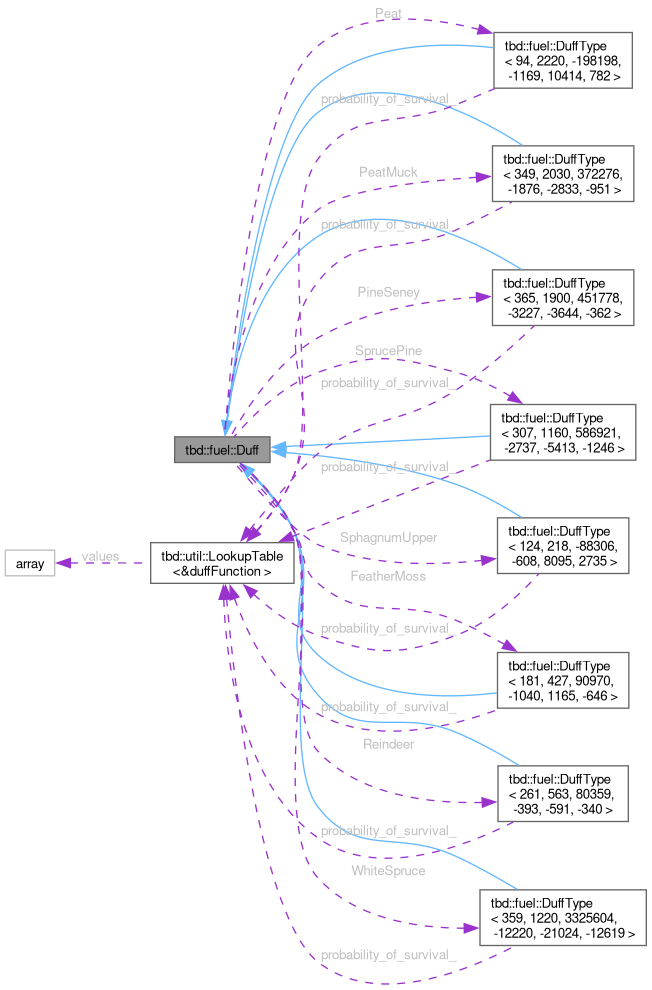 Peat
tbd::fuel::DuffType
< 94, 2220, -198198,
-1169, 10414, 782 >
probability_of_survival_
tbd::fuel::DuffType
< 349, 2030, 372276,
-1876, -2833, -951 >
PeatMuck
probability_of_survival_
tbd::fuel::DuffType
< 365, 1900, 451778,
-3227, -3644, -362 >
PineSeney
SprucePine
probability_of_survival_
tbd::fuel::DuffType
< 307, 1160, 586921,
-2737, -5413, -1246 >
tbd::fuel::Duff
probability_of_survival_
tbd::fuel::DuffType
< 124, 218, -88306,
-608, 8095, 2735 >
SphagnumUpper
array
values
tbd::util::LookupTable
<&duffFunction >
FeatherMoss
probability_of_survival_
tbd::fuel::DuffType
< 181, 427, 90970,
-1040, 1165, -646 >
probability_of_survival_
Reindeer
tbd::fuel::DuffType
< 261, 563, 80359,
-393, -591, -340 >
probability_of_survival_
WhiteSpruce
tbd::fuel::DuffType
< 359, 1220, 3325604,
-12220, -21024, -12619 >
probability_of_survival_